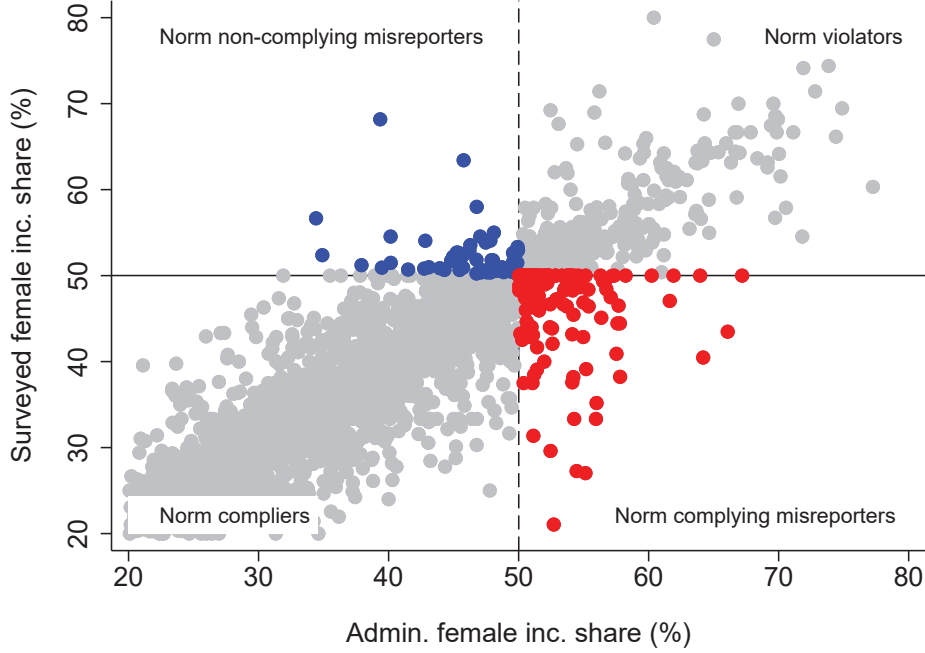 Norm non-complying misreporters
Norm violators
Norm compliers
Norm complying misreporters
Surveyed female inc. share (%)
80
70
60
50
40
30
20
20 30 40 50 60 70 80
Admin. female inc. share (%)